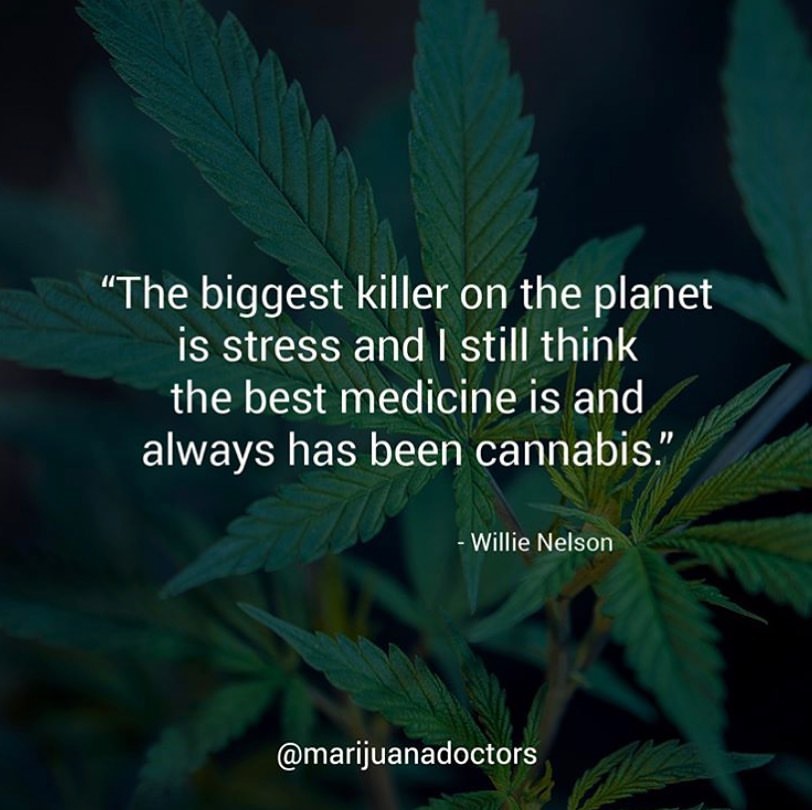 “The biggest killer on the planet
is stress and I still think
the best medicine is and
always has been cannabis.”
- Willie Nelson
@marijuanadoctors